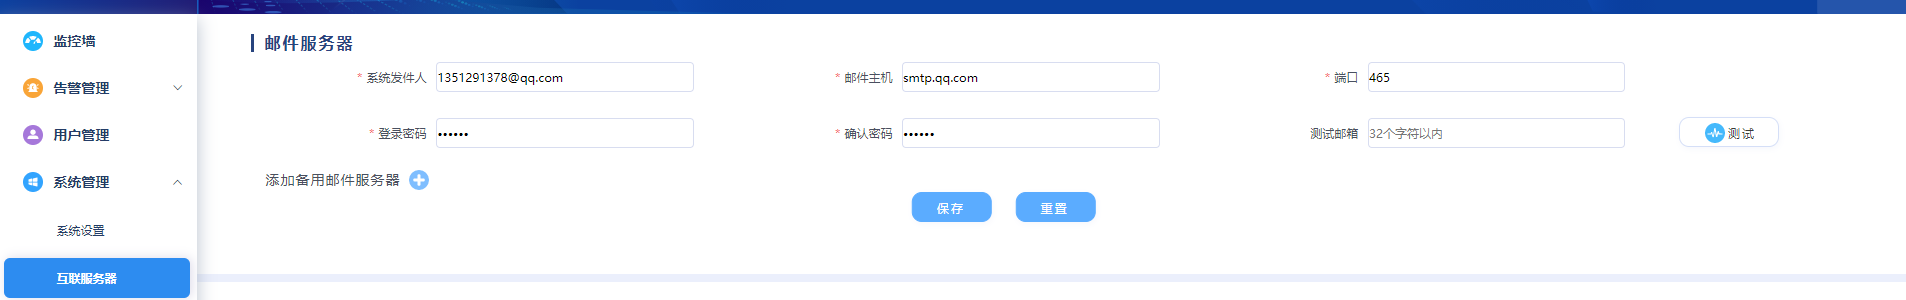 监控墙
告警管理
用户管理
系统管理
系统设置
互联服务器
邮件服务器
* 系统发件人 1351291378@qq.com * 邮件主机 smtp.qq.com * 端口 465
* 登录密码 •••••• * 确认密码 •••••• 测试邮箱 32个字符以内 测试
添加备用邮件服务器
保存 重置